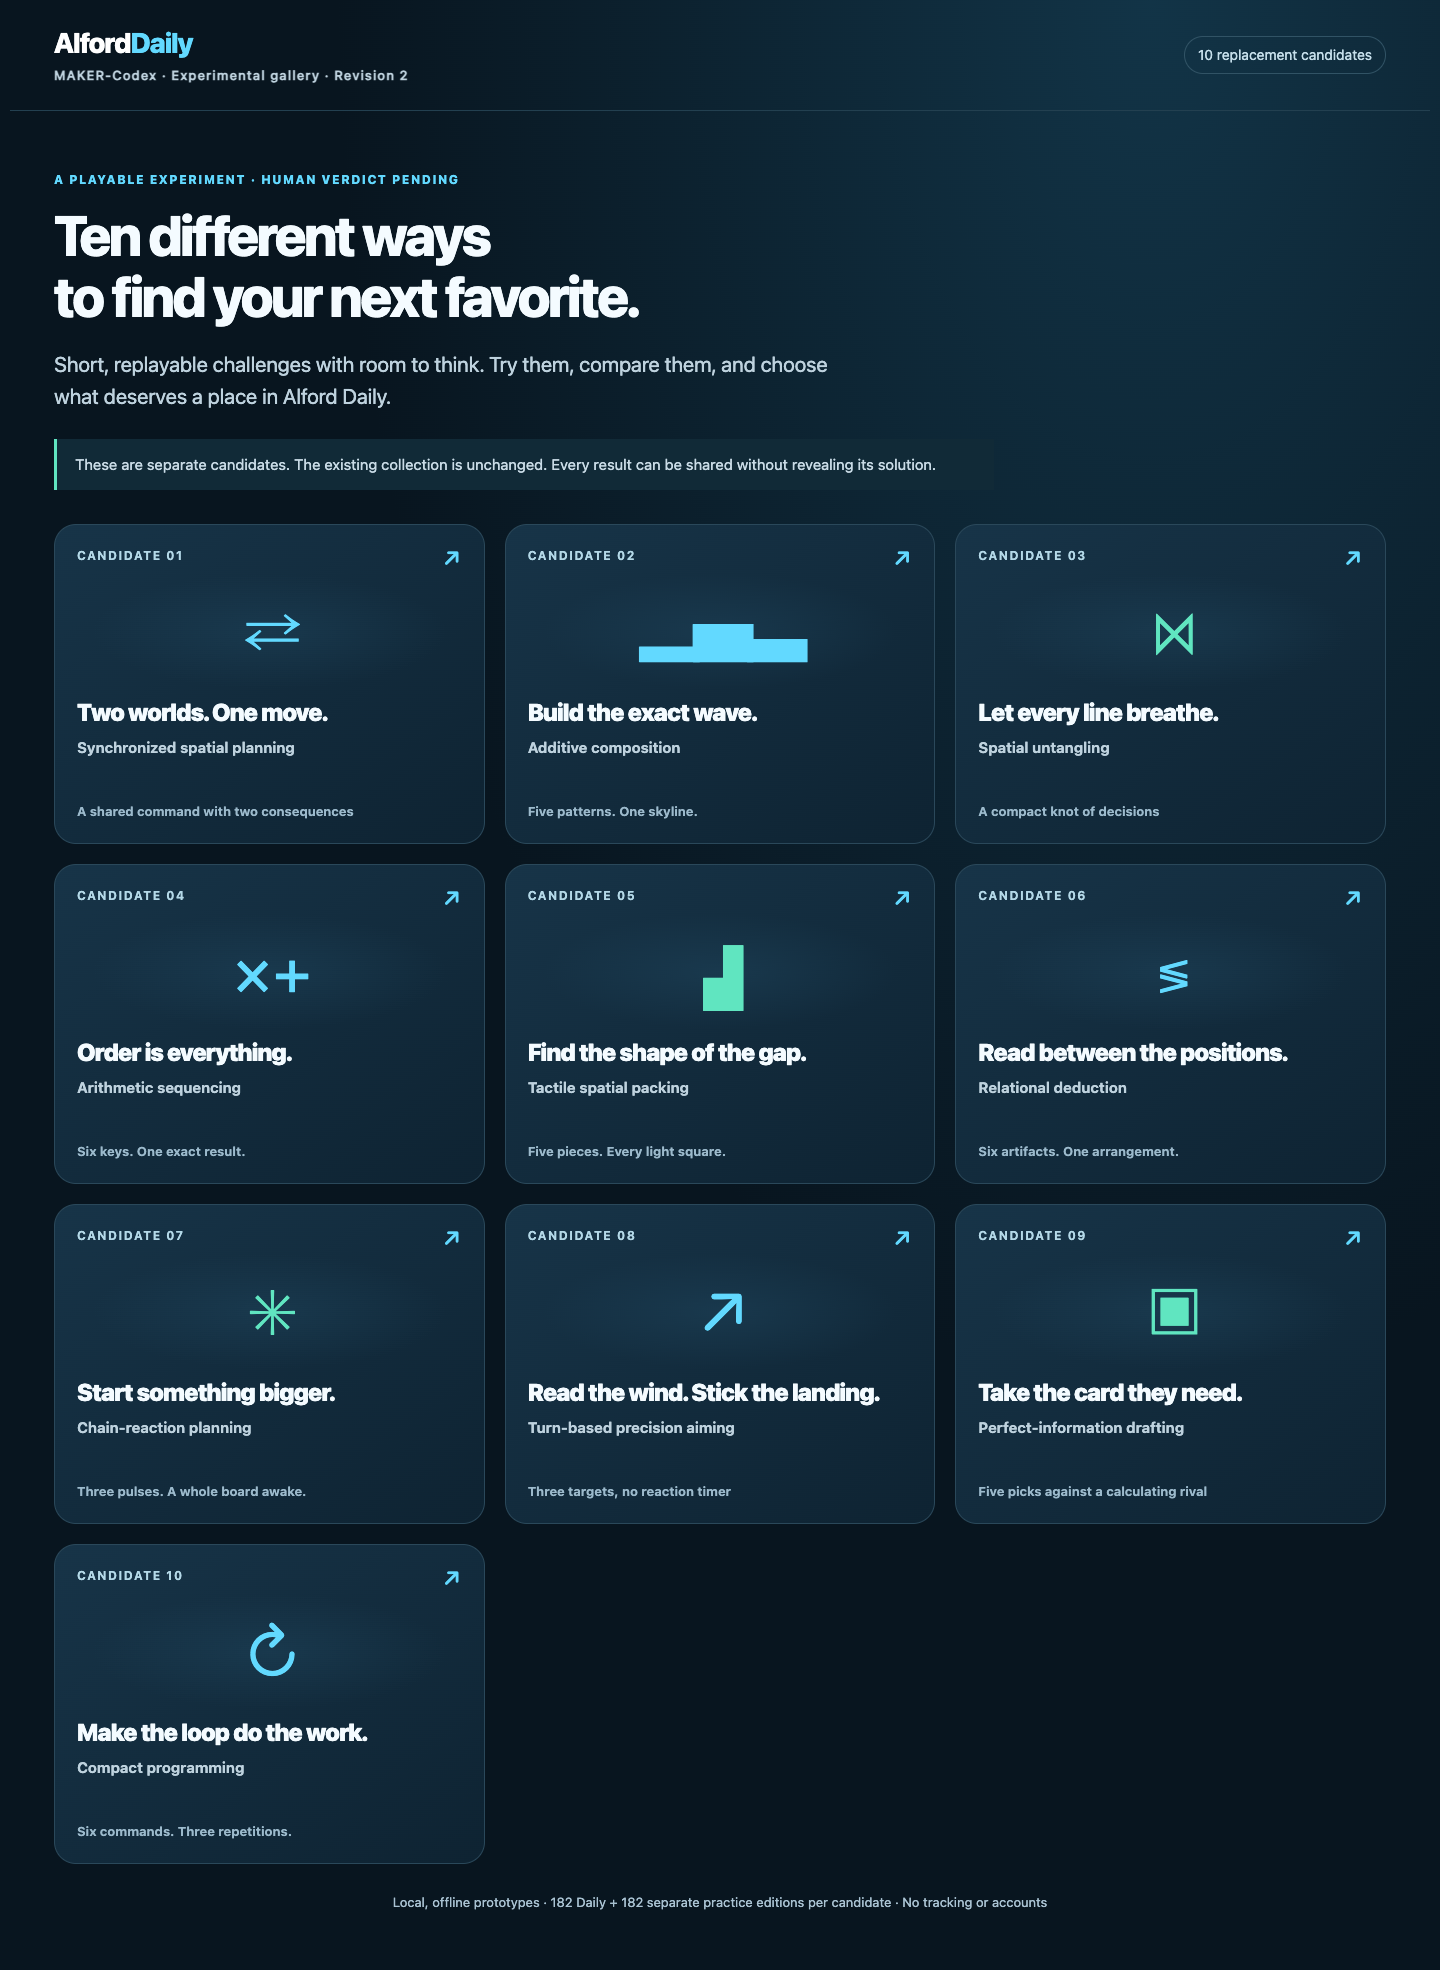 AlfordDaily
MAKER-Codex · Experimental gallery · Revision 2
10 replacement candidates
A PLAYABLE EXPERIMENT · HUMAN VERDICT PENDING
Ten different ways
to find your next favorite.
Short, replayable challenges with room to think. Try them, compare them, and choose
what deserves a place in Alford Daily.
These are separate candidates. The existing collection is unchanged. Every result can be shared without revealing its solution.
CANDIDATE 01
Two worlds. One move.
Synchronized spatial planning
A shared command with two consequences
CANDIDATE 02
Build the exact wave.
Additive composition
Five patterns. One skyline.
CANDIDATE 03
Let every line breathe.
Spatial untangling
A compact knot of decisions
CANDIDATE 04
×+
Order is everything.
Arithmetic sequencing
Six keys. One exact result.
CANDIDATE 05
Find the shape of the gap.
Tactile spatial packing
Five pieces. Every light square.
CANDIDATE 06
≶
Read between the positions.
Relational deduction
Six artifacts. One arrangement.
CANDIDATE 07
Start something bigger.
Chain-reaction planning
Three pulses. A whole board awake.
CANDIDATE 08
Read the wind. Stick the landing.
Turn-based precision aiming
Three targets, no reaction timer
CANDIDATE 09
Take the card they need.
Perfect-information drafting
Five picks against a calculating rival
CANDIDATE 10
Make the loop do the work.
Compact programming
Six commands. Three repetitions.
Local, offline prototypes · 182 Daily + 182 separate practice editions per candidate · No tracking or accounts